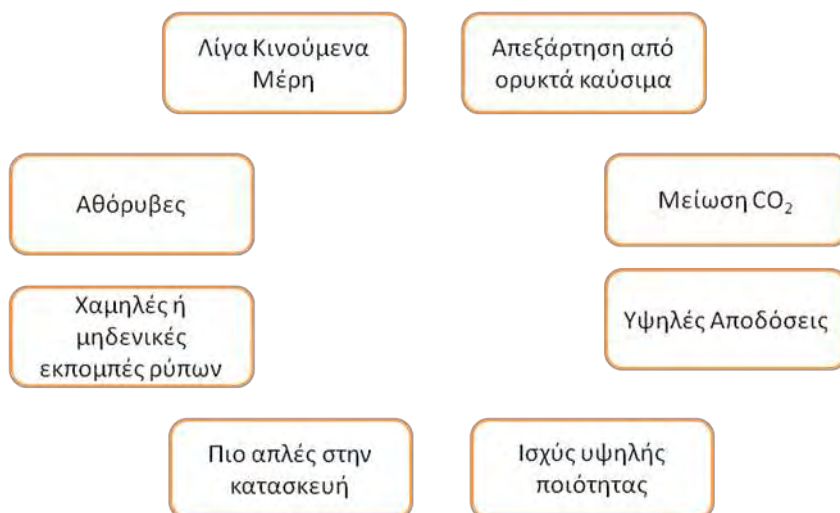 Λίγα Κινούμενα
Μέρη
Απεξάρτηση από
ορυκτά καύσιμα
Αθόρυβες
Μείωση CO₂
Χαμηλές ή
μηδενικές
εκπομπές ρύπων
Υψηλές Αποδόσεις
Πιο απλές στην
κατασκευή
Ισχύς υψηλής
ποιότητας